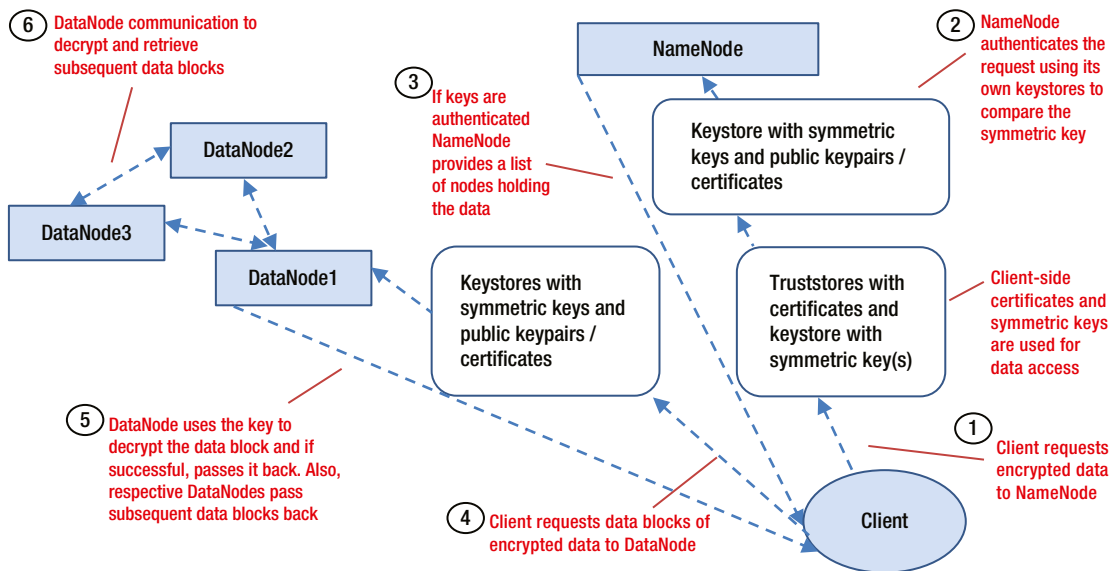 6
DataNode communication to
decrypt and retrieve
subsequent data blocks
NameNode
2
NameNode
authenticates the
request using its
own keystores to
compare the
symmetric key
3
If keys are
authenticated
NameNode
provides a list
of nodes holding
the data
Keystore with symmetric
keys and public keypairs /
certificates
DataNode2
DataNode3
DataNode1
Keystores with
symmetric keys and
public keypairs /
certificates
Truststores with
certificates and
keystore with
symmetric key(s)
Client-side
certificates and
symmetric keys
are used for
data access
5
DataNode uses the key to
decrypt the data block and if
successful, passes it back. Also,
respective DataNodes pass
subsequent data blocks back
1
Client requests
encrypted data
to NameNode
4
Client requests data blocks of
encrypted data to DataNode
Client